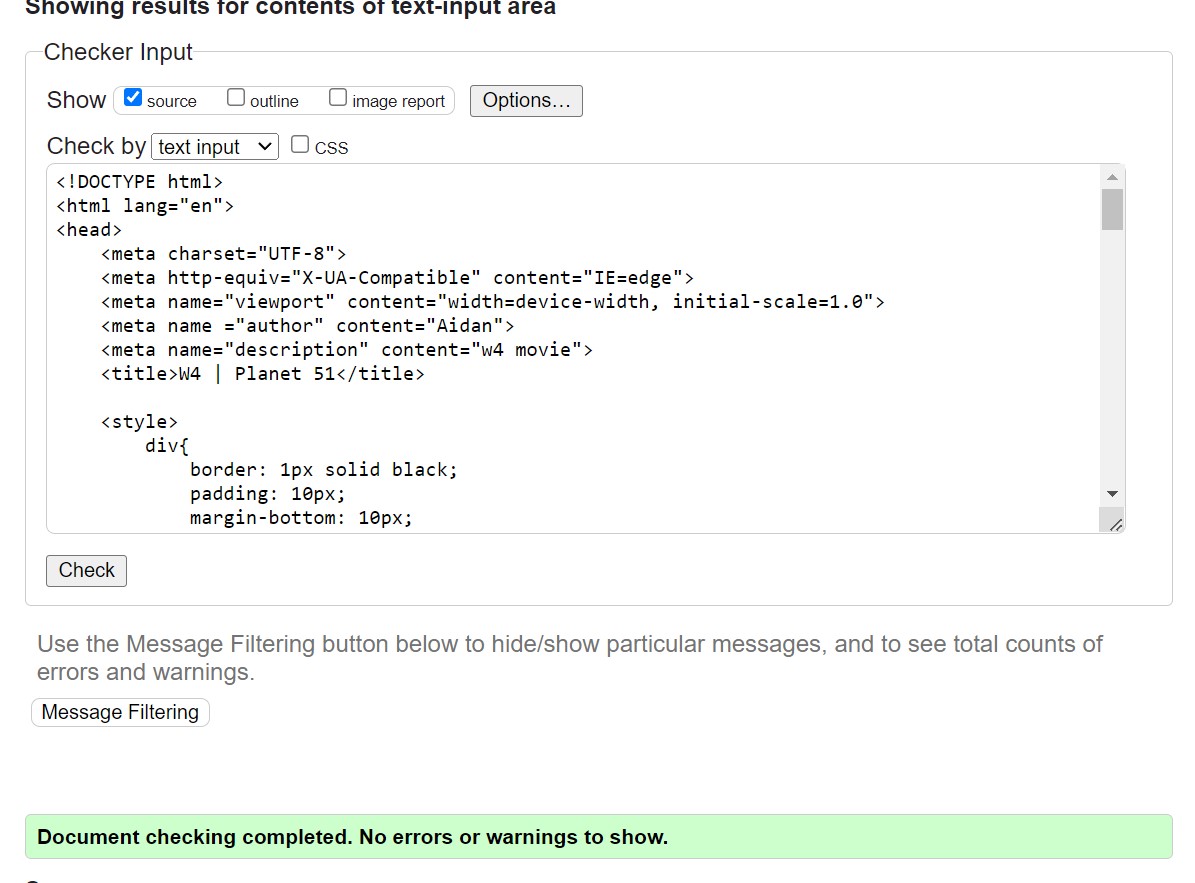 Showing results for contents of text-input area
Checker Input
Show source outline image report Options...
Check by text input CSS
<!DOCTYPE html>
<html lang="en">
<head>
    <meta charset="UTF-8">
    <meta http-equiv="X-UA-Compatible" content="IE=edge">
    <meta name="viewport" content="width=device-width, initial-scale=1.0">
    <meta name ="author" content="Aidan">
    <meta name="description" content="w4 movie">
    <title>W4 | Planet 51</title>
    <style>
        div{
            border: 1px solid black;
            padding: 10px;
            margin-bottom: 10px;
Check
Use the Message Filtering button below to hide/show particular messages, and to see total counts of
errors and warnings.
Message Filtering
Document checking completed. No errors or warnings to show.